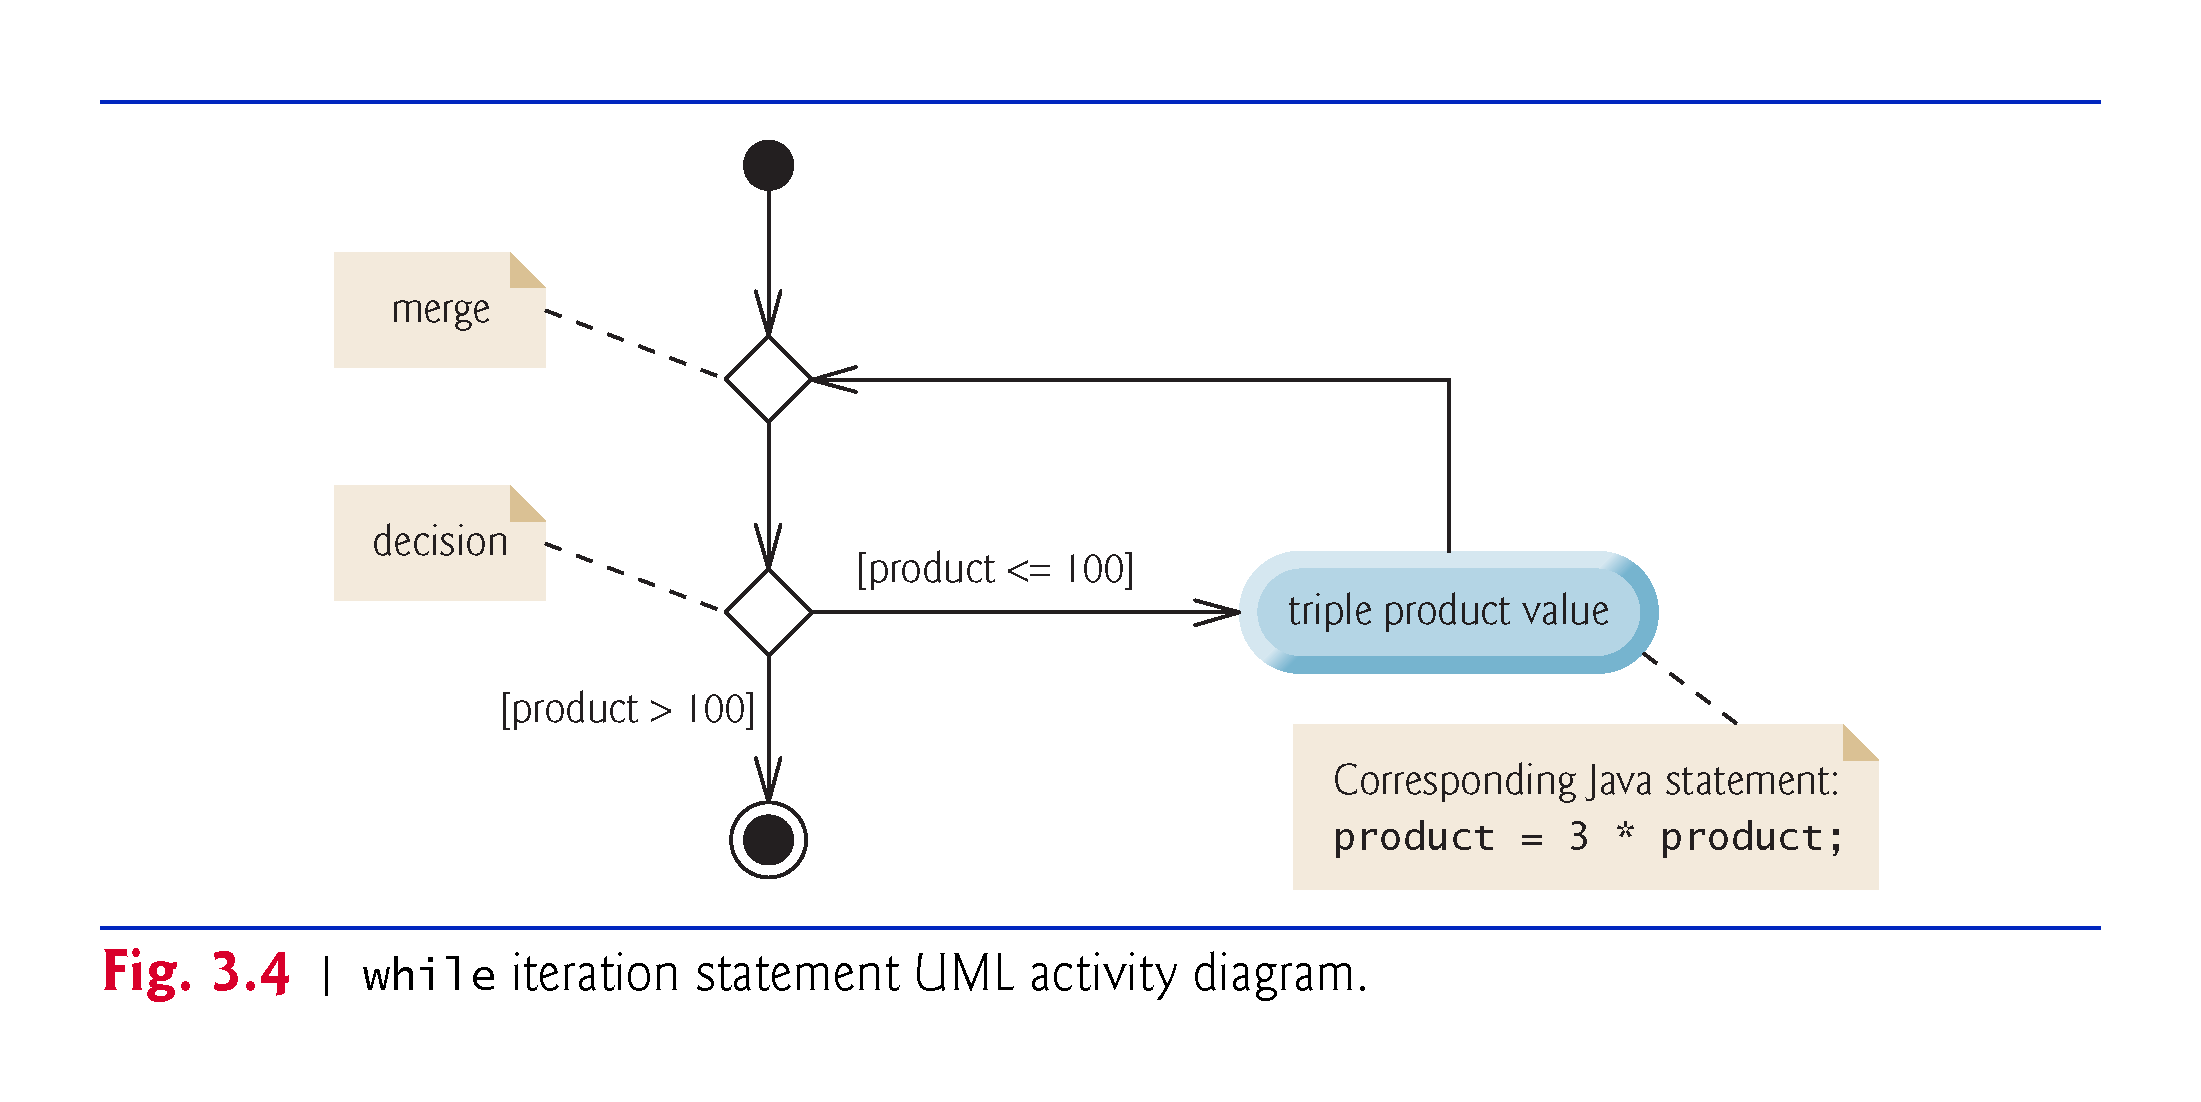 merge
decision
[product <= 100]
triple product value
[product > 100]
Corresponding Java statement:
product = 3 * product;
Fig. 3.4 | while iteration statement UML activity diagram.